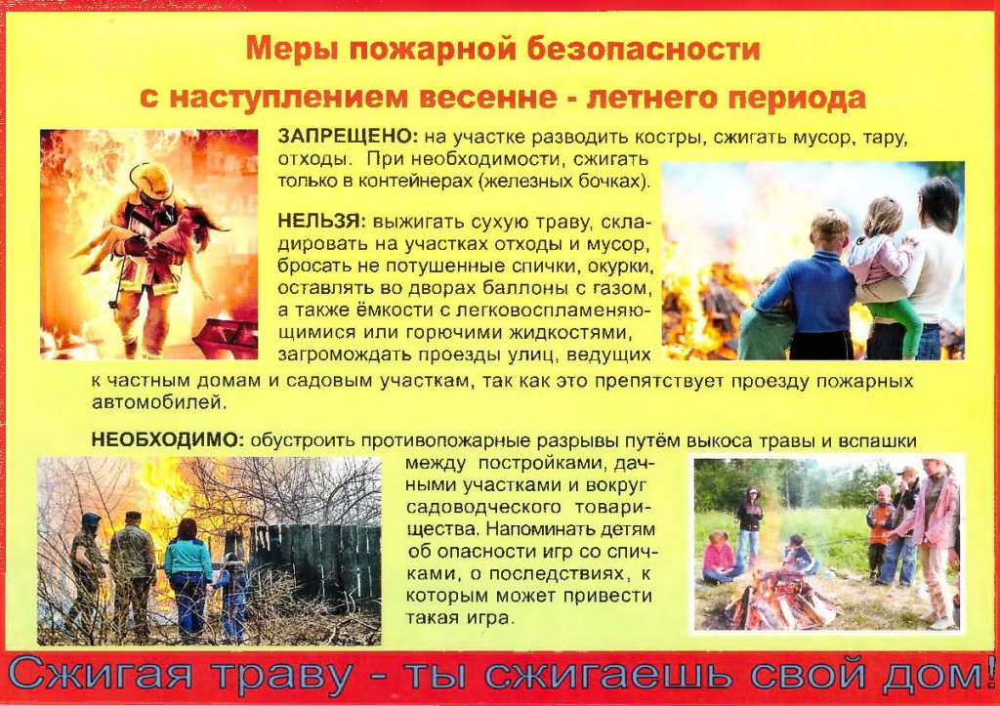 Меры пожарной безопасности
с наступлением весенне - летнего периода
ЗАПРЕЩЕНО: на участке разводить костры, сжигать мусор, тару,
отходы. При необходимости, сжигать
только в контейнерах (железных бочках).
НЕЛЬЗЯ: выжигать сухую траву, скла-
дировать на участках отходы и мусор,
бросать не потушенные спички, окурки,
оставлять во дворах баллоны с газом,
а также ёмкости с легковоспламеняю-
щимися или горючими жидкостями,
загромождать проезды улиц, ведущих
к частным домам и садовым участкам, так как это препятствует проезду пожарных
автомобилей.
НЕОБХОДИМО: обустроить противопожарные разрывы путём выкоса травы и вспашки
между постройками, дач-
ными участками и вокруг
садоводческого товари-
щества. Напоминать детям
об опасности игр со спич-
ками, о последствиях, к
которым может привести
такая игра.
Сжигая траву - ты сжигаешь свой дом!